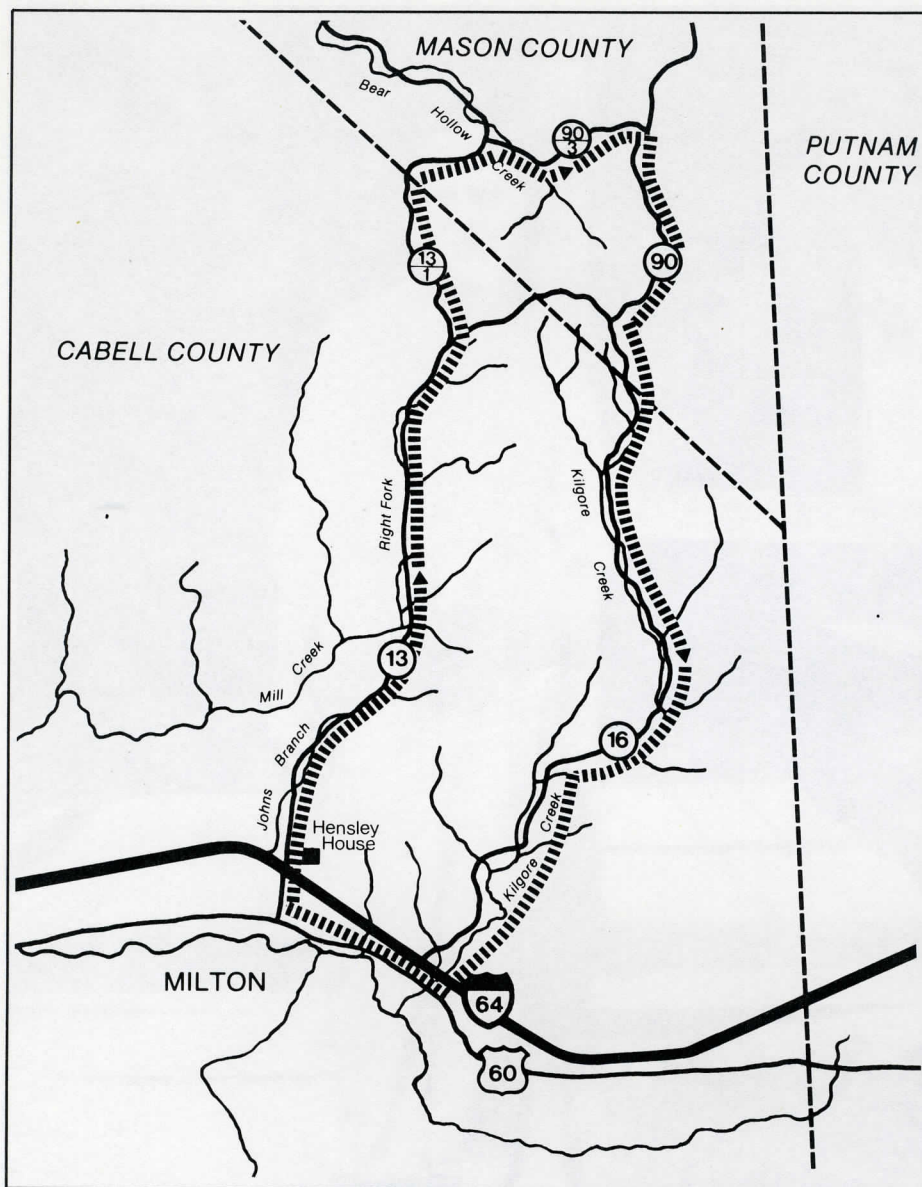 MASON COUNTY
Bear
Hollow
Creek
90
3
PUTNAM
COUNTY
13
1
90
CABELL COUNTY
Right Fork
Kilgore
Creek
13
Mill Creek
16
Johns Branch
Hensley
House
Kilgore Creek
MILTON
64
60